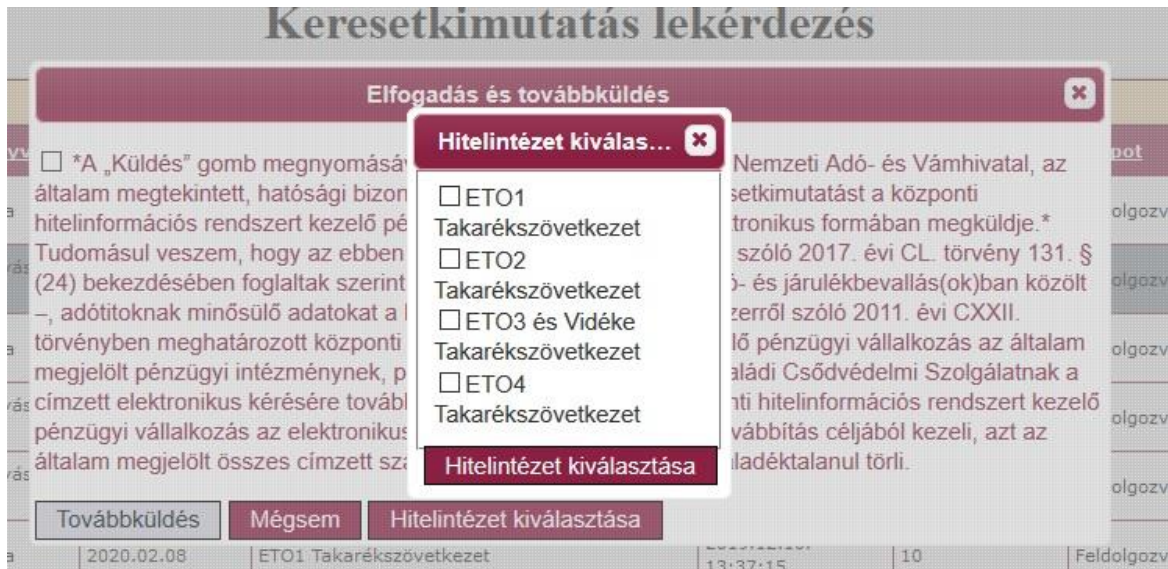 Keresetkimutatás lekérdezés
Elfogadás és továbbküldés
Hitelintézet kiválas...
☐ *A „Küldés” gomb megnyomásáv Nemzeti Adó- és Vámhivatal, az
általam megtekintett, hatósági bizon setkimutatást a központi
hitelinformációs rendszert kezelő pé tronikus formában megküldje.*
Tudomásul veszem, hogy az ebben szóló 2017. évi CL. törvény 131. §
(24) bekezdésében foglaltak szerint ó- és járulékbevallás(ok)ban közölt
–, adótitoknak minősülő adatokat a zerről szóló 2011. évi CXXII.
törvényben meghatározott központi lő pénzügyi vállalkozás az általam
megjelölt pénzügyi intézménynek, p aládi Csődvédelmi Szolgálatnak a
címzett elektronikus kérésére továb nti hitelinformációs rendszert kezelő
pénzügyi vállalkozás az elektronikus vábbítás céljából kezeli, azt az
általam megjelölt összes címzett sza ladéktalanul törli.
☐ ETO1
Takarékszövetkezet
☐ ETO2
Takarékszövetkezet
☐ ETO3 és Vidéke
Takarékszövetkezet
☐ ETO4
Takarékszövetkezet
Hitelintézet kiválasztása
Továbbküldés Mégsem Hitelintézet kiválasztása
pot
olgozv
olgozv
olgozv
olgozv
olgozv
2020.02.08 ETO1 Takarékszövetkezet 13:37:15 10 Feldolgozv